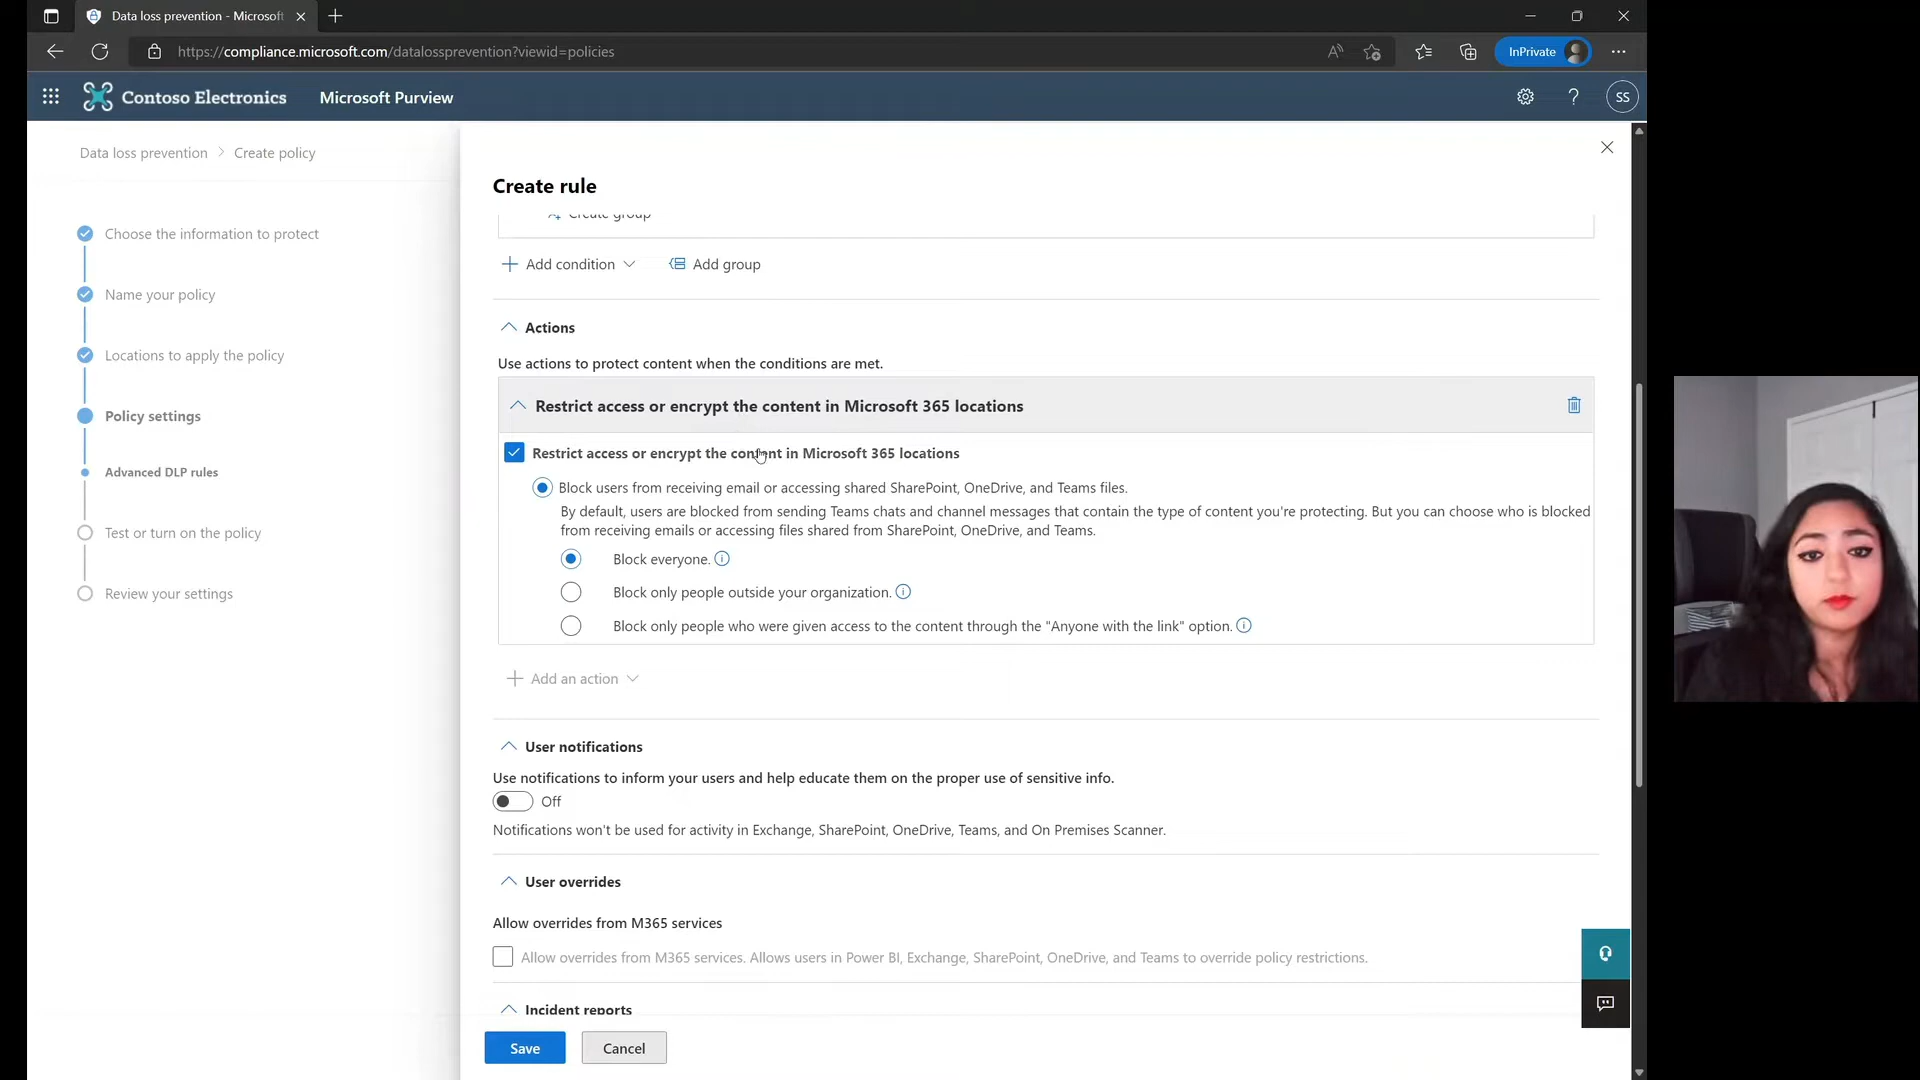 Data loss prevention - Microsoft
https://compliance.microsoft.com/datalossprevention?viewid=policies
InPrivate
Contoso Electronics
Microsoft Purview
SS
Data loss prevention > Create policy
Choose the information to protect
Name your policy
Locations to apply the policy
Policy settings
Advanced DLP rules
Test or turn on the policy
Review your settings
Create rule
Create group
Add condition
Add group
Actions
Use actions to protect content when the conditions are met.
Restrict access or encrypt the content in Microsoft 365 locations
Restrict access or encrypt the content in Microsoft 365 locations
Block users from receiving email or accessing shared SharePoint, OneDrive, and Teams files.
By default, users are blocked from sending Teams chats and channel messages that contain the type of content you're protecting. But you can choose who is blocked
from receiving emails or accessing files shared from SharePoint, OneDrive, and Teams.
Block everyone.
Block only people outside your organization.
Block only people who were given access to the content through the "Anyone with the link" option.
Add an action
User notifications
Use notifications to inform your users and help educate them on the proper use of sensitive info.
Off
Notifications won't be used for activity in Exchange, SharePoint, OneDrive, Teams, and On Premises Scanner.
User overrides
Allow overrides from M365 services
Allow overrides from M365 services. Allows users in Power BI, Exchange, SharePoint, OneDrive, and Teams to override policy restrictions.
Incident reports
Save
Cancel